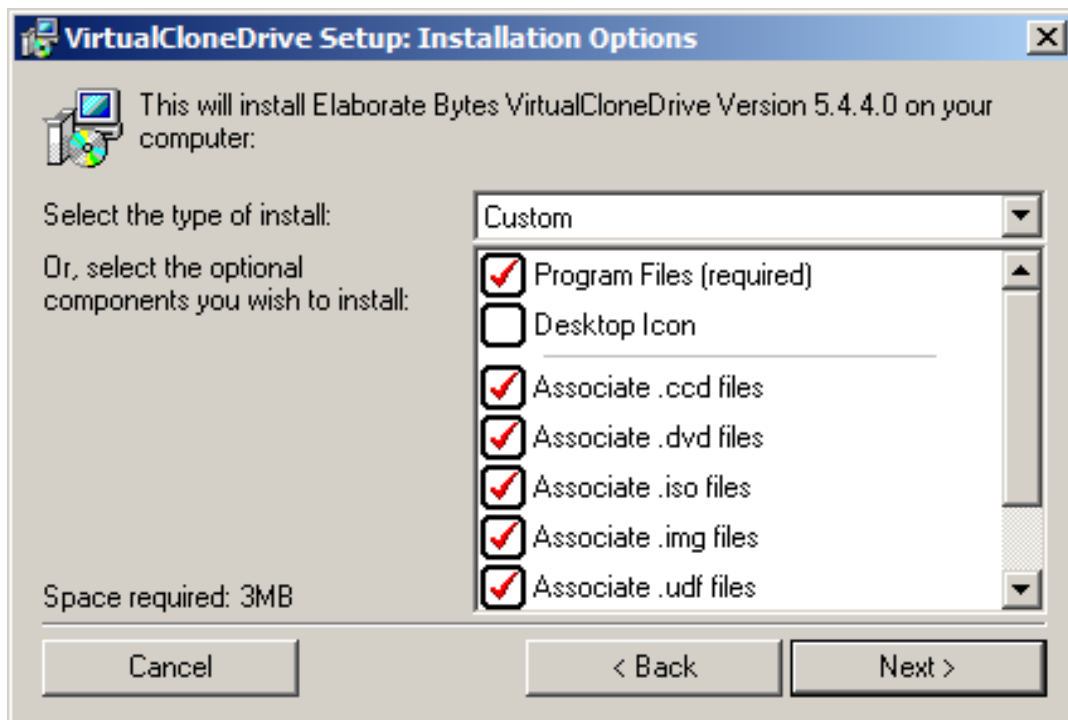 VirtualCloneDrive Setup: Installation Options
This will install Elaborate Bytes VirtualCloneDrive Version 5.4.4.0 on your
computer:
Select the type of install:
Custom
Or, select the optional
components you wish to install:
Program Files (required)
Desktop Icon
Associate .ccd files
Associate .dvd files
Associate .iso files
Associate .img files
Associate .udf files
Space required: 3MB
Cancel
< Back
Next >